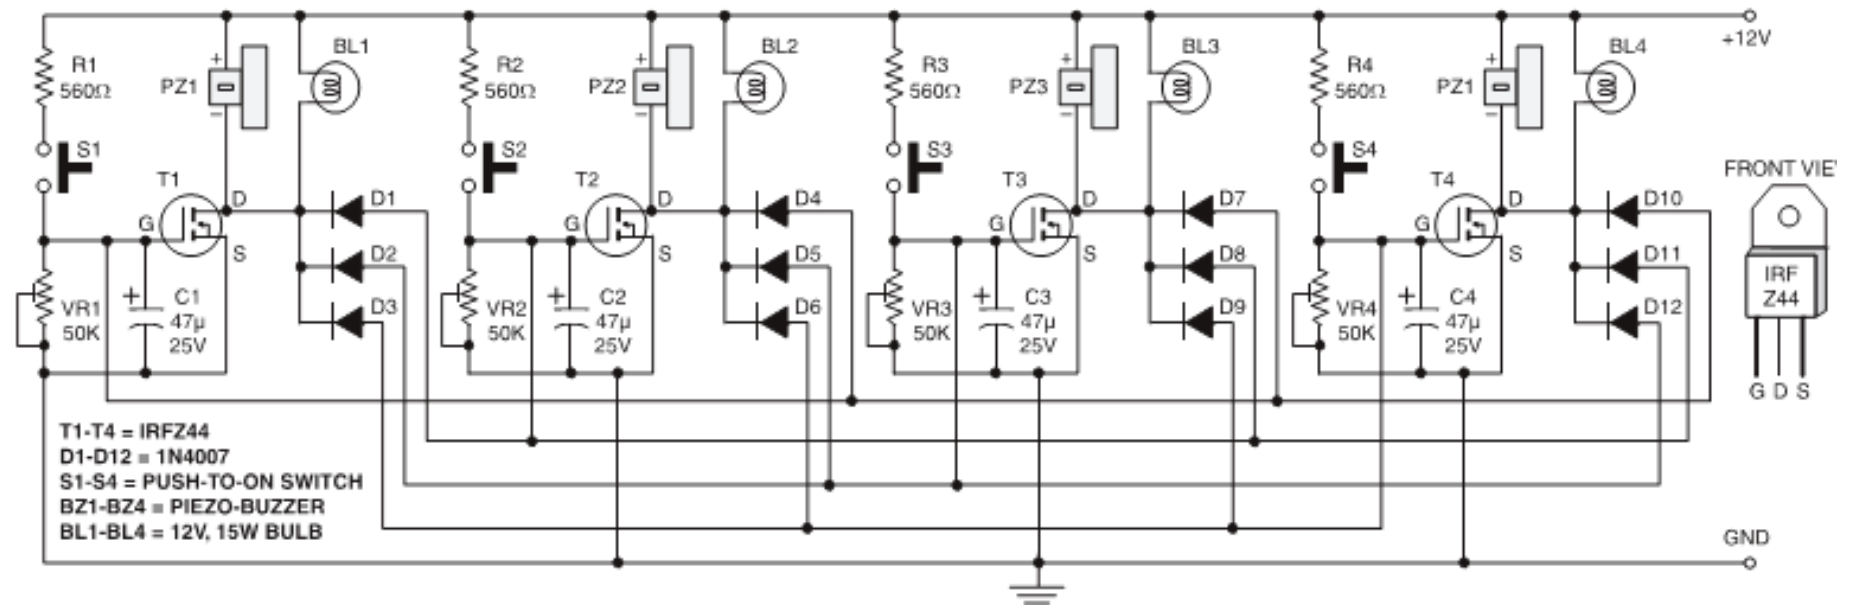 +12V
R1
560Ω
PZ1
+
−
BL1
S1
T1
D
G
S
D1
D2
D3
VR1
50K
+
C1
47µ
25V
R2
560Ω
PZ2
+
−
BL2
S2
T2
D
G
S
D4
D5
D6
VR2
50K
+
C2
47µ
25V
R3
560Ω
PZ3
+
−
BL3
S3
T3
D
G
S
D7
D8
D9
VR3
50K
+
C3
47µ
25V
R4
560Ω
PZ1
+
−
BL4
S4
T4
D
G
S
D10
D11
D12
VR4
50K
+
C4
47µ
25V
FRONT VIE
IRF
Z44
G D S
T1-T4 = IRFZ44
D1-D12 = 1N4007
S1-S4 = PUSH-TO-ON SWITCH
BZ1-BZ4 = PIEZO-BUZZER
BL1-BL4 = 12V, 15W BULB
GND